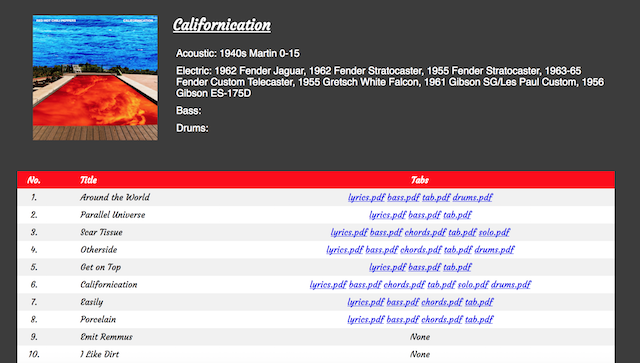 RED HOT CHILI PEPPERS CALIFORNICATION
Californication
Acoustic: 1940s Martin 0-15
Electric: 1962 Fender Jaguar, 1962 Fender Stratocaster, 1955 Fender Stratocaster, 1963-65
Fender Custom Telecaster, 1955 Gretsch White Falcon, 1961 Gibson SG/Les Paul Custom, 1956
Gibson ES-175D
Bass:
Drums:
No. Title Tabs
1. Around the World lyrics.pdf bass.pdf tab.pdf drums.pdf
2. Parallel Universe lyrics.pdf bass.pdf tab.pdf
3. Scar Tissue lyrics.pdf bass.pdf chords.pdf tab.pdf solo.pdf
4. Otherside lyrics.pdf bass.pdf chords.pdf tab.pdf drums.pdf
5. Get on Top lyrics.pdf bass.pdf tab.pdf
6. Californication lyrics.pdf bass.pdf chords.pdf tab.pdf solo.pdf drums.pdf
7. Easily lyrics.pdf bass.pdf chords.pdf tab.pdf
8. Porcelain lyrics.pdf bass.pdf chords.pdf tab.pdf
9. Emit Remmus None
10. I Like Dirt None